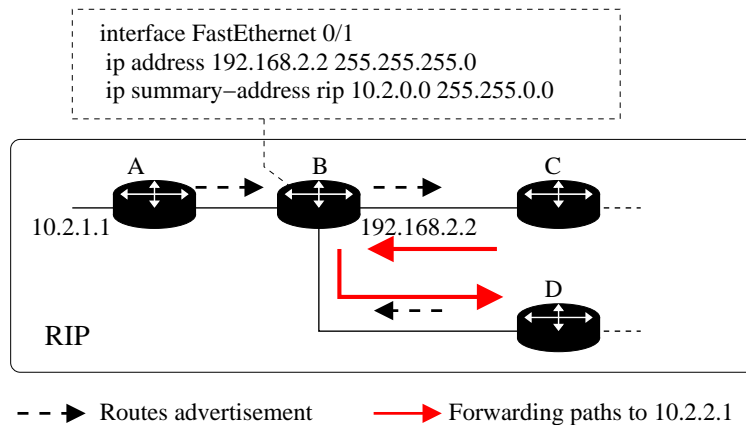 interface FastEthernet 0/1
ip address 192.168.2.2 255.255.255.0
ip summary−address rip 10.2.0.0 255.255.0.0
A
B
C
10.2.1.1
192.168.2.2
D
RIP
Routes advertisement
Forwarding paths to 10.2.2.1